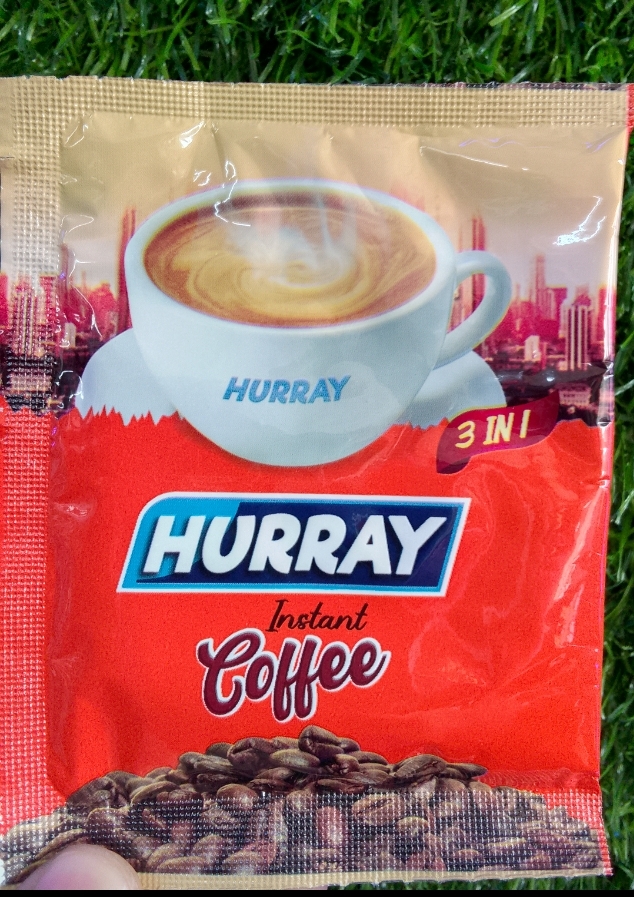 HURRAY
3 IN 1
HURRAY
Instant
Coffee